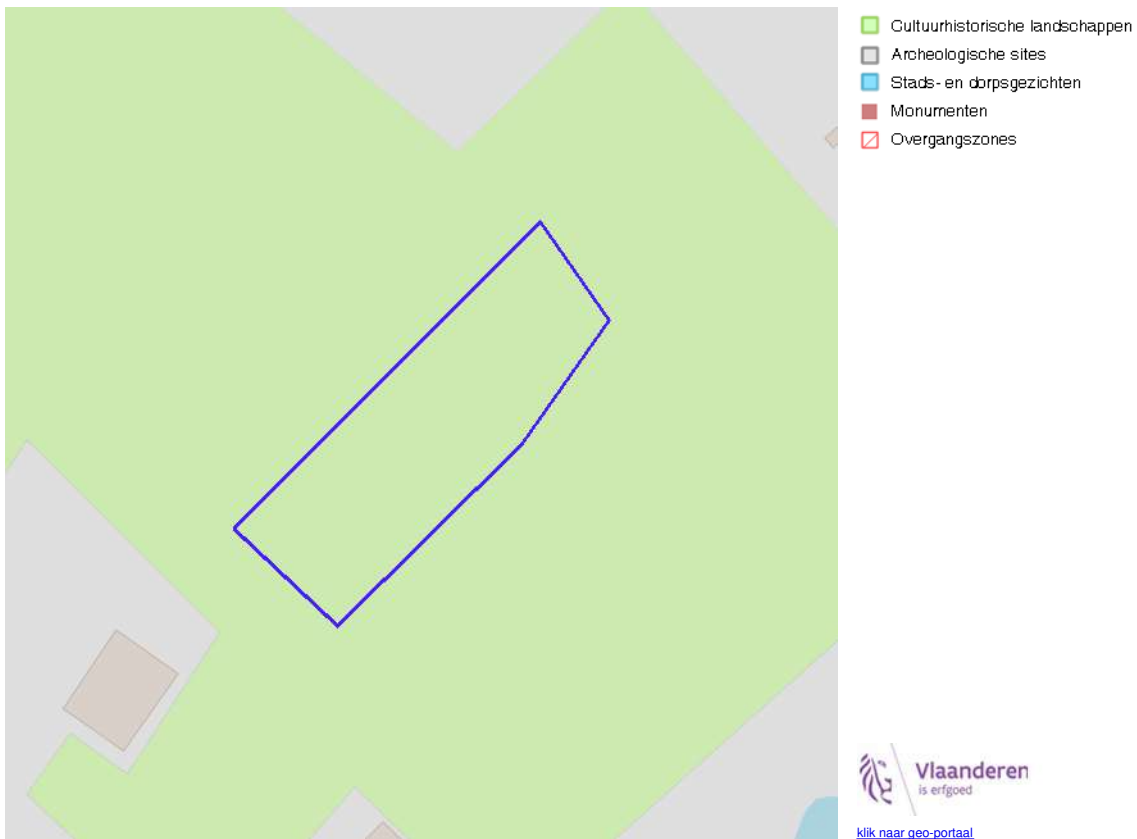 Cultuurhistorische landschappen
Archeologische sites
Stads- en dorpsgezichten
Monumenten
Overgangszones
Vlaanderen
is erfgoed
klik naar geo-portaal